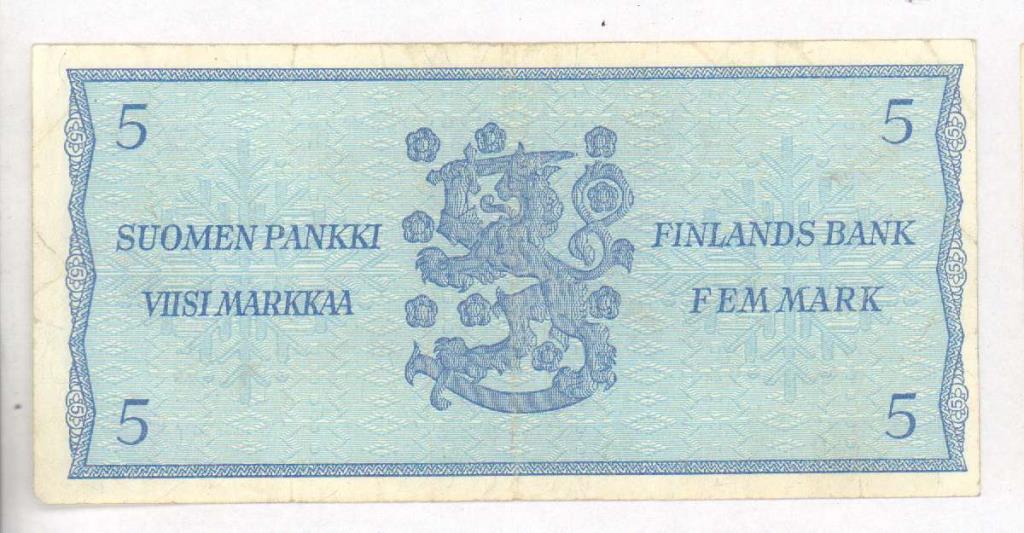 5
5
SUOMEN PANKKI
FINLANDS BANK
VIISI MARKKAA
FEM MARK
5
5